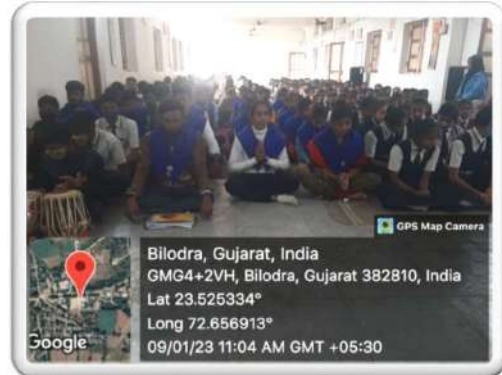 GPS Map Camera
Bilodra, Gujarat, India
GMG4+2VH, Bilodra, Gujarat 382810, India
Lat 23.525334°
Long 72.656913°
09/01/23 11:04 AM GMT +05:30
Google